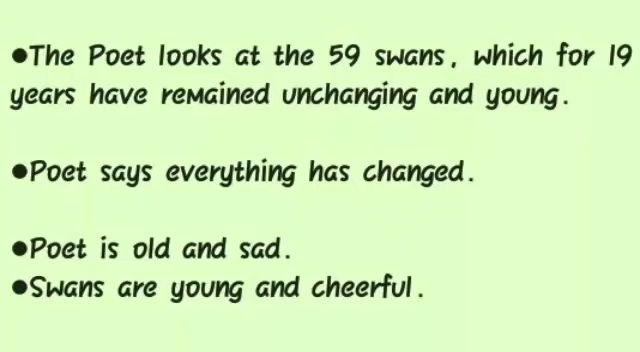 ●The Poet looks at the 59 swans, which for 19
years have remained unchanging and young.
●Poet says everything has changed.
●Poet is old and sad.
●Swans are young and cheerful.